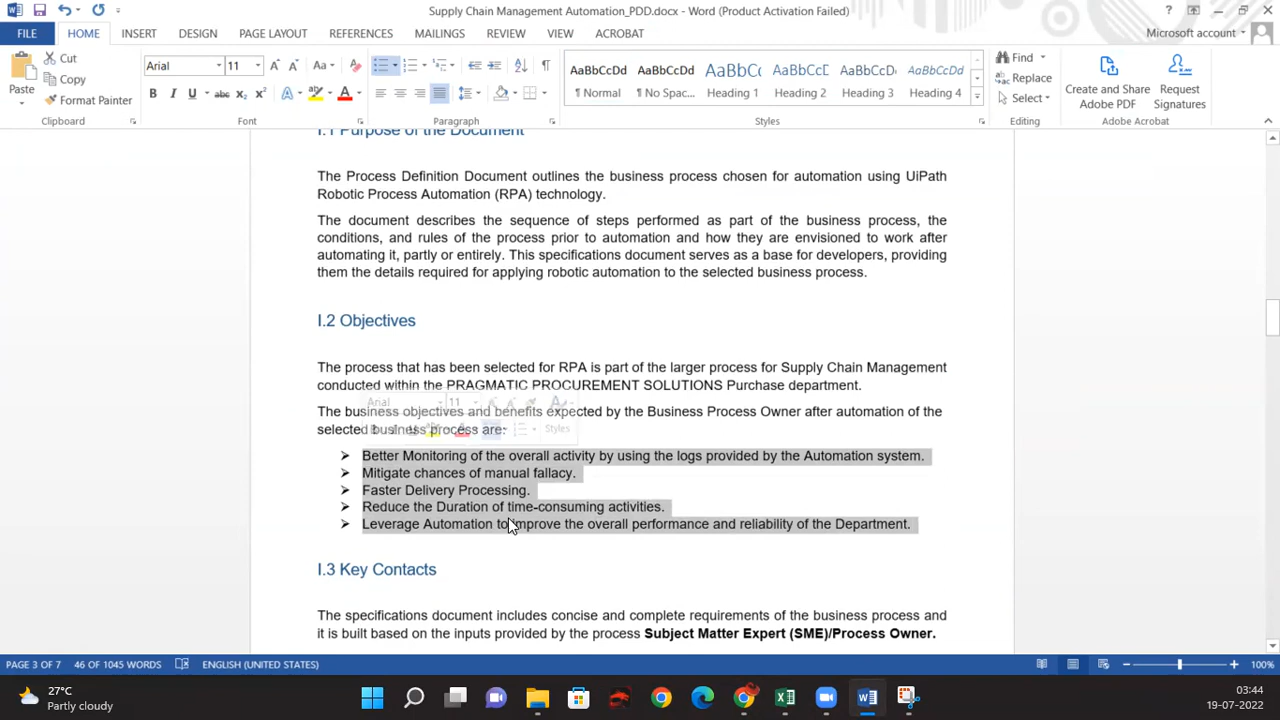 Supply Chain Management Automation_PDD.docx - Word (Product Activation Failed)
FILE HOME INSERT DESIGN PAGE LAYOUT REFERENCES MAILINGS REVIEW VIEW ACROBAT Microsoft account
Paste Cut Copy Format Painter
Arial 11
AaBbCcDd AaBbCcDd AaBbCc AaBbCcD AaBbCcDd AaBbCcDd
¶ Normal ¶ No Spac... Heading 1 Heading 2 Heading 3 Heading 4
Find Replace Select
Create and Share Adobe PDF
Request Signatures
Clipboard Font Paragraph Styles Editing Adobe Acrobat
I.1 Purpose of the Document
The Process Definition Document outlines the business process chosen for automation using UiPath
Robotic Process Automation (RPA) technology.
The document describes the sequence of steps performed as part of the business process, the
conditions, and rules of the process prior to automation and how they are envisioned to work after
automating it, partly or entirely. This specifications document serves as a base for developers, providing
them the details required for applying robotic automation to the selected business process.
I.2 Objectives
The process that has been selected for RPA is part of the larger process for Supply Chain Management
conducted within the PRAGMATIC PROCUREMENT SOLUTIONS Purchase department.
Arial 11
The business objectives and benefits expected by the Business Process Owner after automation of the
selected business process are:
Styles
➤ Better Monitoring of the overall activity by using the logs provided by the Automation system.
➤ Mitigate chances of manual fallacy.
➤ Faster Delivery Processing.
➤ Reduce the Duration of time-consuming activities.
➤ Leverage Automation to improve the overall performance and reliability of the Department.
I.3 Key Contacts
The specifications document includes concise and complete requirements of the business process and
it is built based on the inputs provided by the process Subject Matter Expert (SME)/Process Owner.
PAGE 3 OF 7 46 OF 1045 WORDS ENGLISH (UNITED STATES) 100%
27°C
Partly cloudy
03:44
19-07-2022